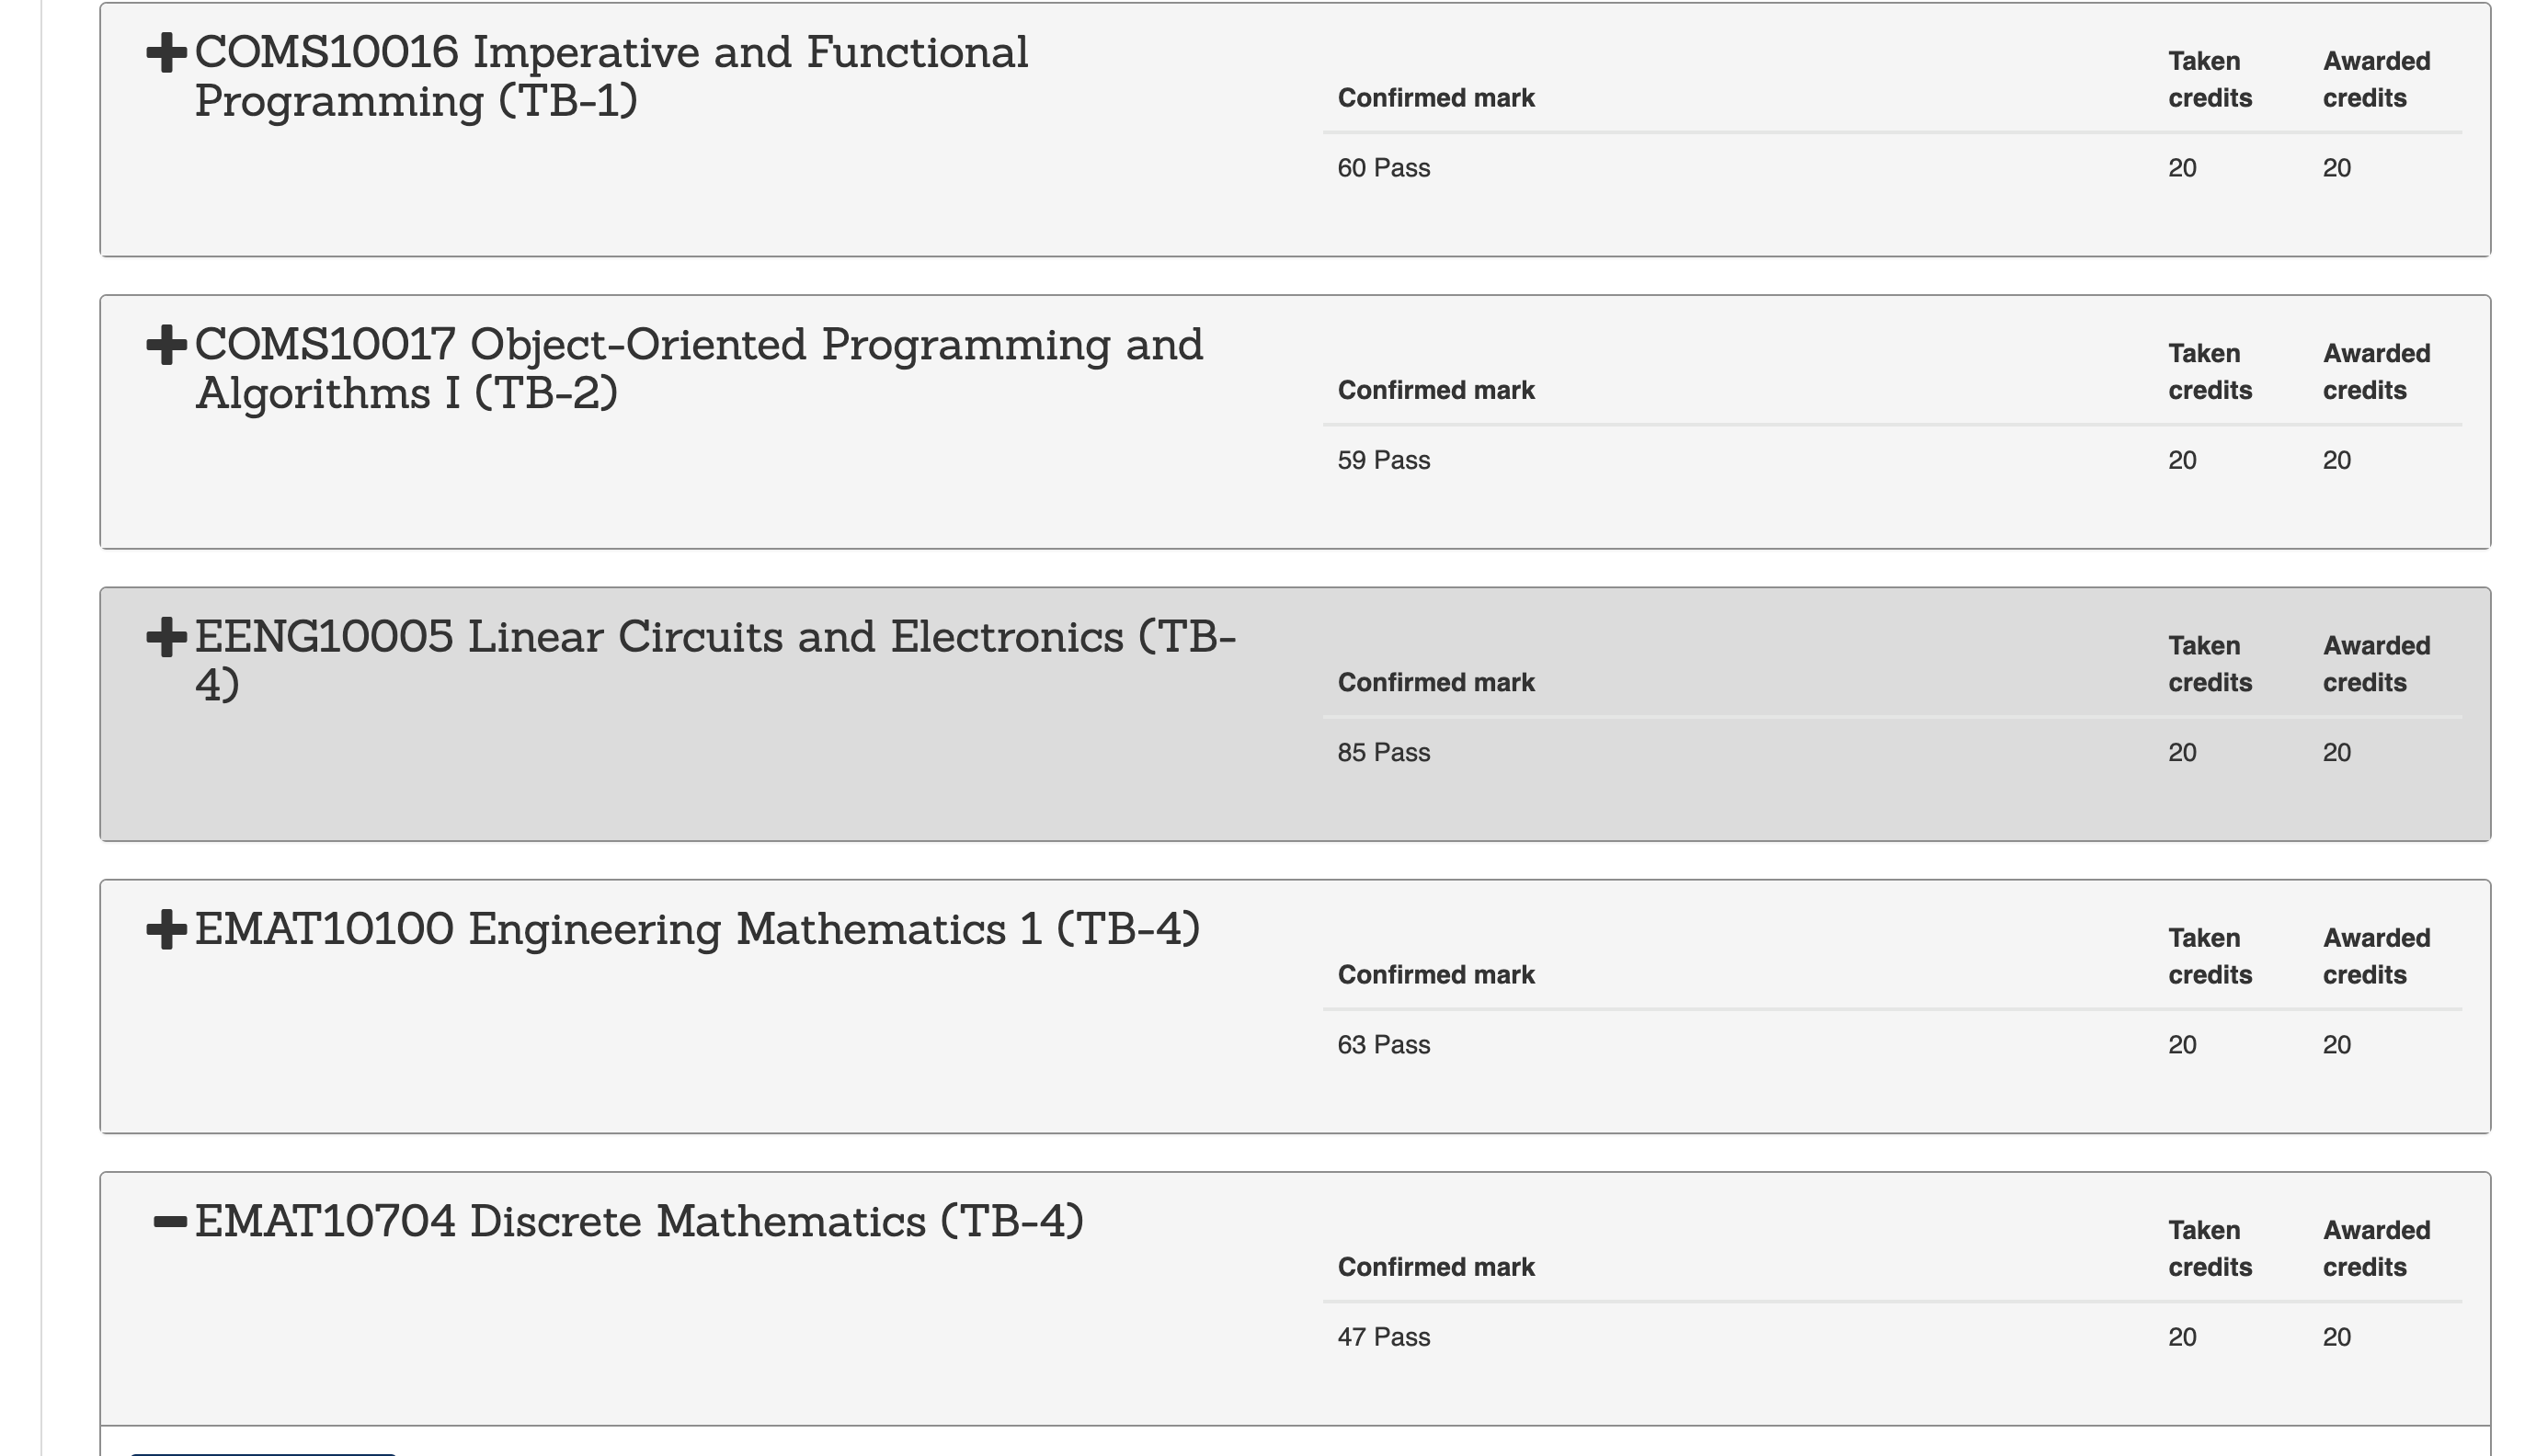 COMS10016 Imperative and Functional
Programming (TB-1)
Confirmed mark
Taken
credits
Awarded
credits
60 Pass
20
20
COMS10017 Object-Oriented Programming and
Algorithms I (TB-2)
Confirmed mark
Taken
credits
Awarded
credits
59 Pass
20
20
EENG10005 Linear Circuits and Electronics (TB-
4)
Confirmed mark
Taken
credits
Awarded
credits
85 Pass
20
20
EMAT10100 Engineering Mathematics 1 (TB-4)
Confirmed mark
Taken
credits
Awarded
credits
63 Pass
20
20
EMAT10704 Discrete Mathematics (TB-4)
Confirmed mark
Taken
credits
Awarded
credits
47 Pass
20
20